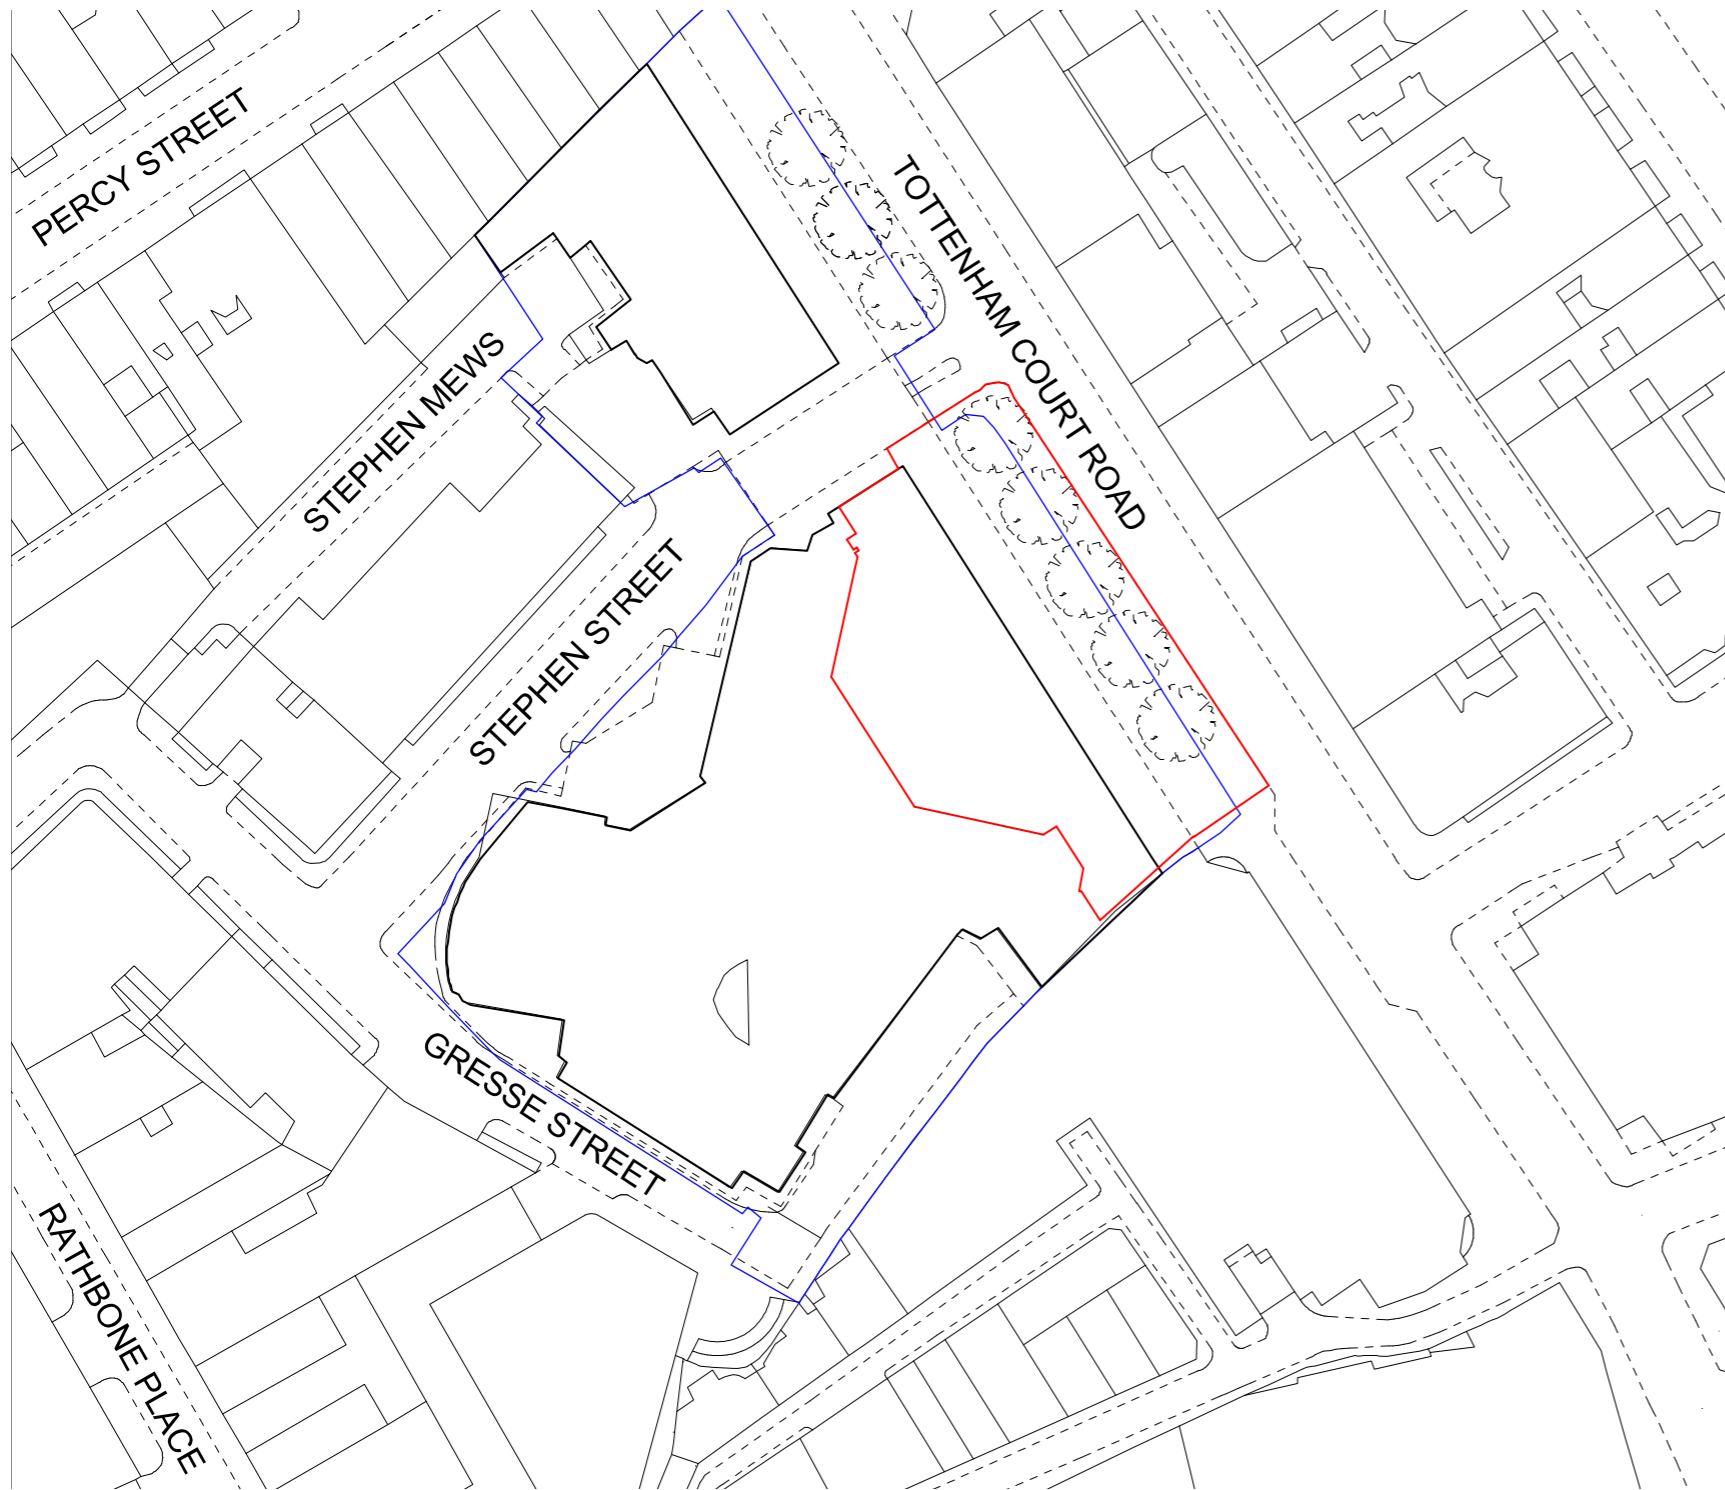 PERCY STREET
TOTTENHAM COURT ROAD
STEPHEN MEWS
STEPHEN STREET
GRESSE STREET
RATHBONE PLACE